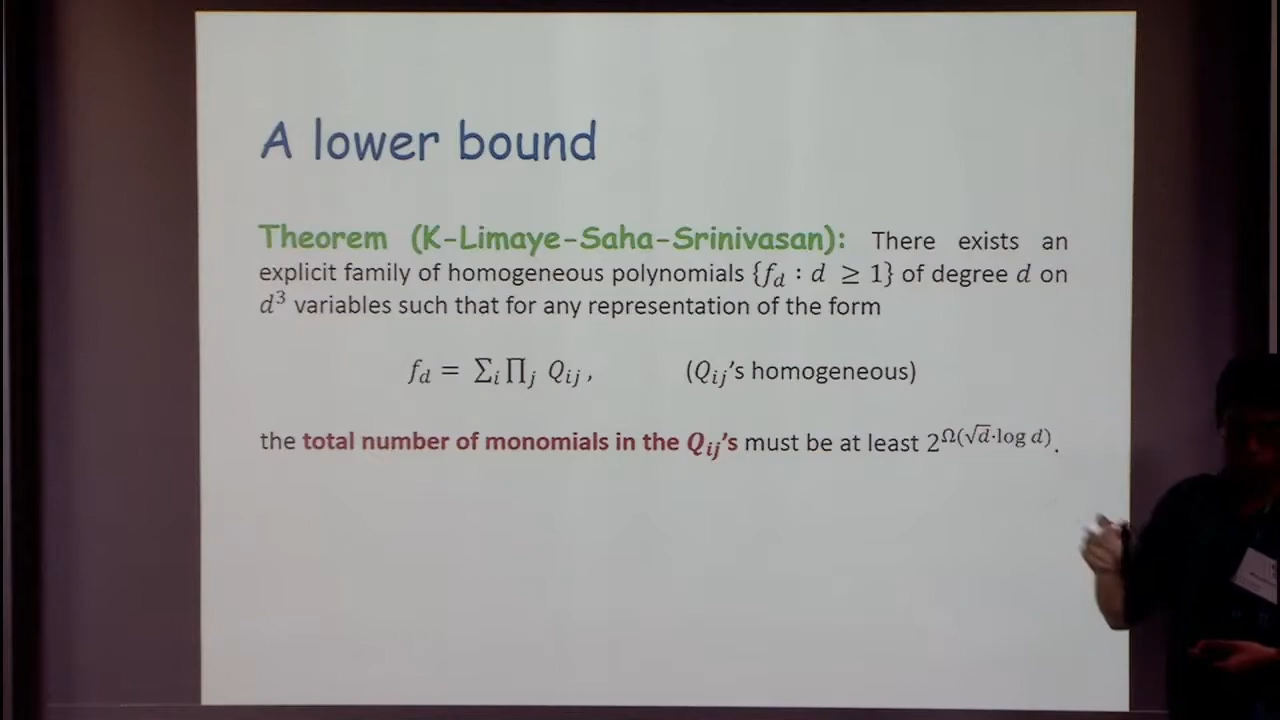 A lower bound
Theorem (K-Limaye-Saha-Srinivasan): There exists an
explicit family of homogeneous polynomials {f_d : d ≥ 1} of degree d on
d³ variables such that for any representation of the form
f_d = ∑_i ∏_j Q_ij , (Q_ij's homogeneous)
the total number of monomials in the Q_ij's must be at least 2^Ω(√d·log d).